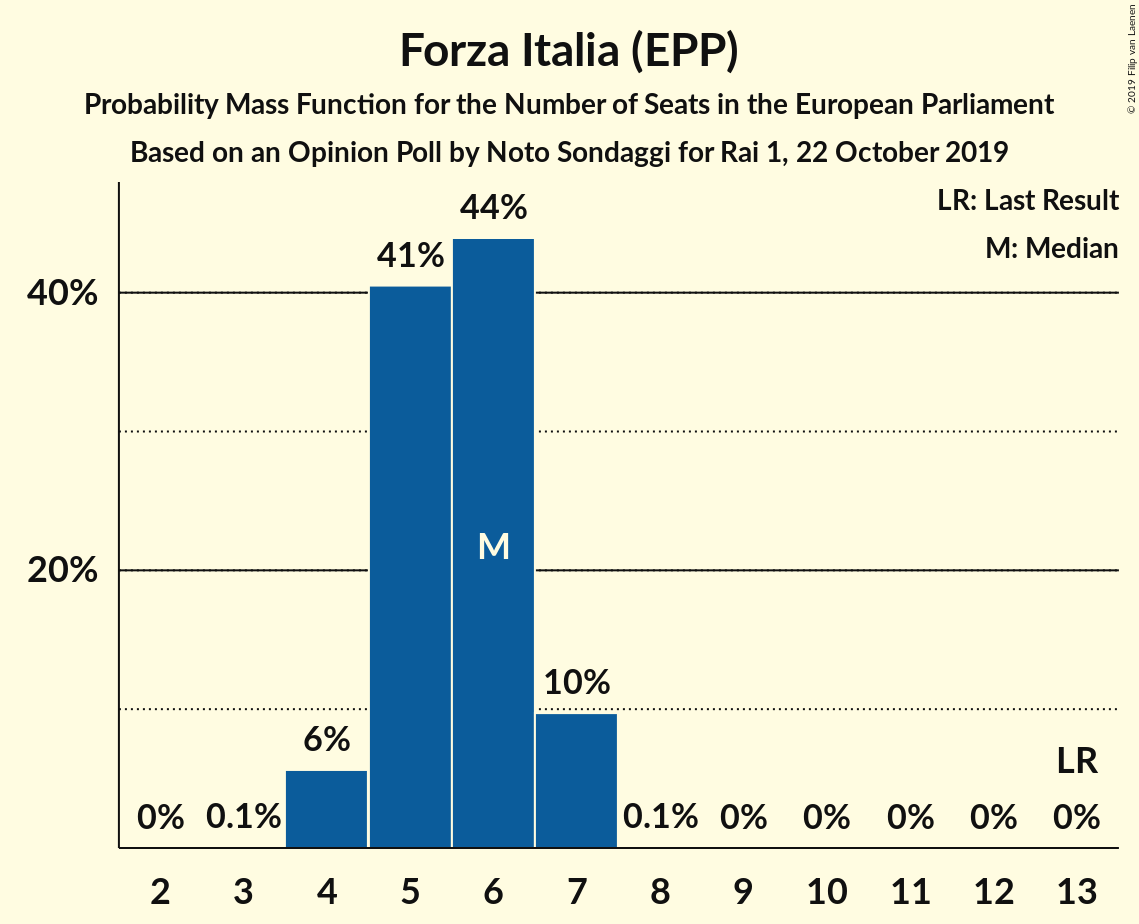 Forza Italia (EPP)
Probability Mass Function for the Number of Seats in the European Parliament
Based on an Opinion Poll by Noto Sondaggi for Rai 1, 22 October 2019
© 2019 Filip van Laenen
LR: Last Result
M: Median
44%
41%
40%
M
20%
10%
6%
LR
0% 0.1% 0.1% 0% 0% 0% 0% 0%
2 3 4 5 6 7 8 9 10 11 12 13